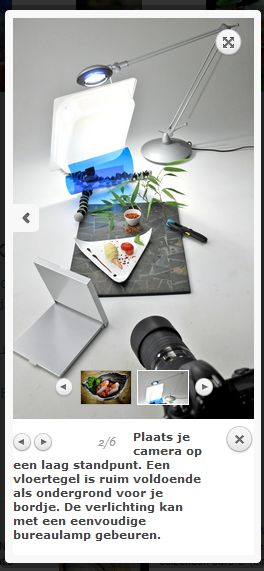 2/6
Plaats je
camera op
een laag standpunt. Een
vloertegel is ruim voldoende
als ondergrond voor je
bordje. De verlichting kan
met een eenvoudige
bureaulamp gebeuren.